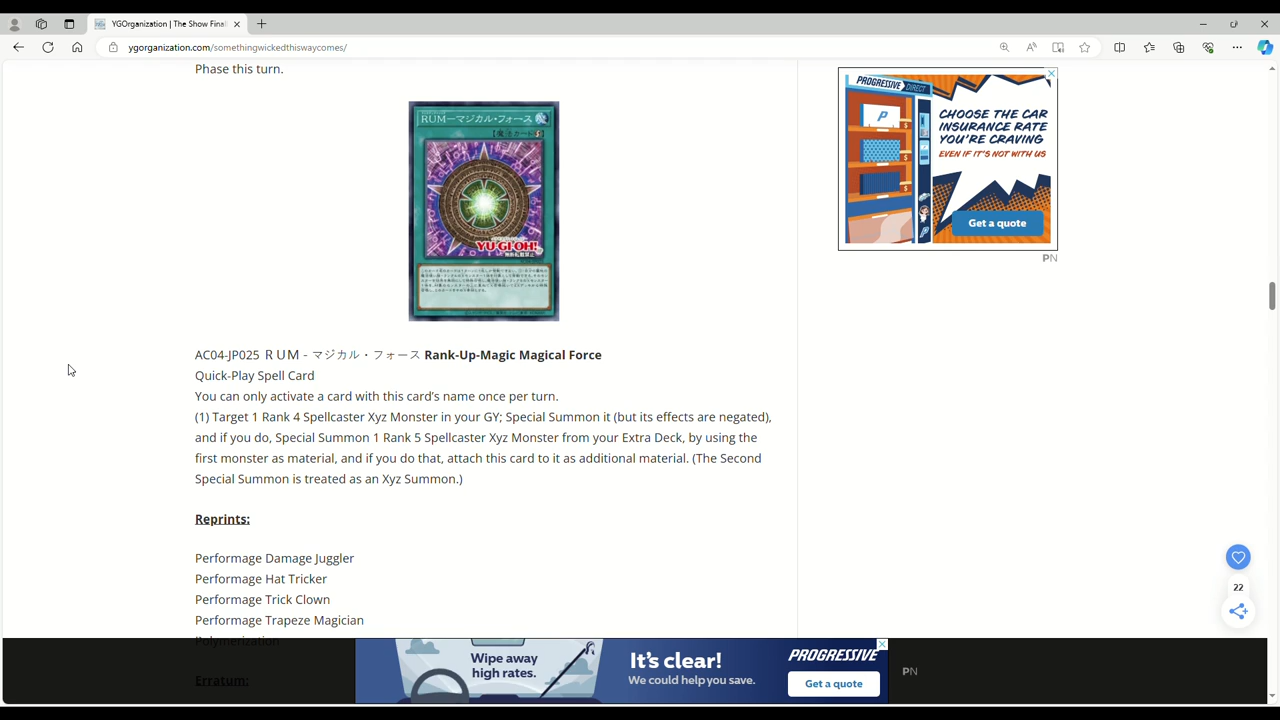 YGOrganization | The Show Final
ygorganization.com/somethingwickedthiswaycomes/
Phase this turn.
RUM－マジカル・フォース
【魔法カード】
YU-GI-OH!
AC04-JP025 ＲＵＭ－マジカル・フォース Rank-Up-Magic Magical Force
Quick-Play Spell Card
You can only activate a card with this card’s name once per turn.
(1) Target 1 Rank 4 Spellcaster Xyz Monster in your GY; Special Summon it (but its effects are negated),
and if you do, Special Summon 1 Rank 5 Spellcaster Xyz Monster from your Extra Deck, by using the
first monster as material, and if you do that, attach this card to it as additional material. (The Second
Special Summon is treated as an Xyz Summon.)
Reprints:
Performage Damage Juggler
Performage Hat Tricker
Performage Trick Clown
Performage Trapeze Magician
Polymerization
Erratum:
PROGRESSIVE DIRECT
P
CHOOSE THE CAR
INSURANCE RATE
YOU'RE CRAVING
EVEN IF IT'S NOT WITH US
Get a quote
PN
22
Wipe away
high rates.
It’s clear!
We could help you save.
PROGRESSIVE
Get a quote
PN